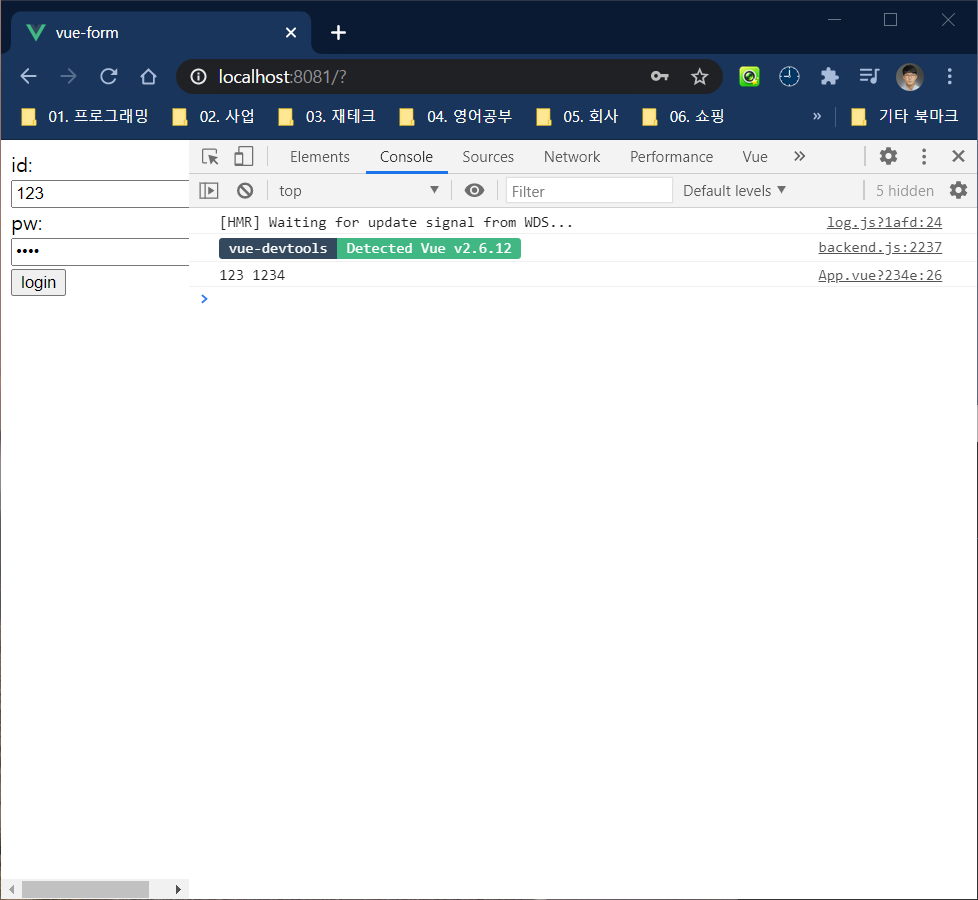 vue-form
localhost:8081/?
01. 프로그래밍 02. 사업 03. 재테크 04. 영어공부 05. 회사 06. 쇼핑 » 기타 북마크
id:
123
pw:
••••
login
Elements Console Sources Network Performance Vue »
top Filter Default levels 5 hidden
[HMR] Waiting for update signal from WDS... log.js?1afd:24
vue-devtools Detected Vue v2.6.12 backend.js:2237
123 1234 App.vue?234e:26
>